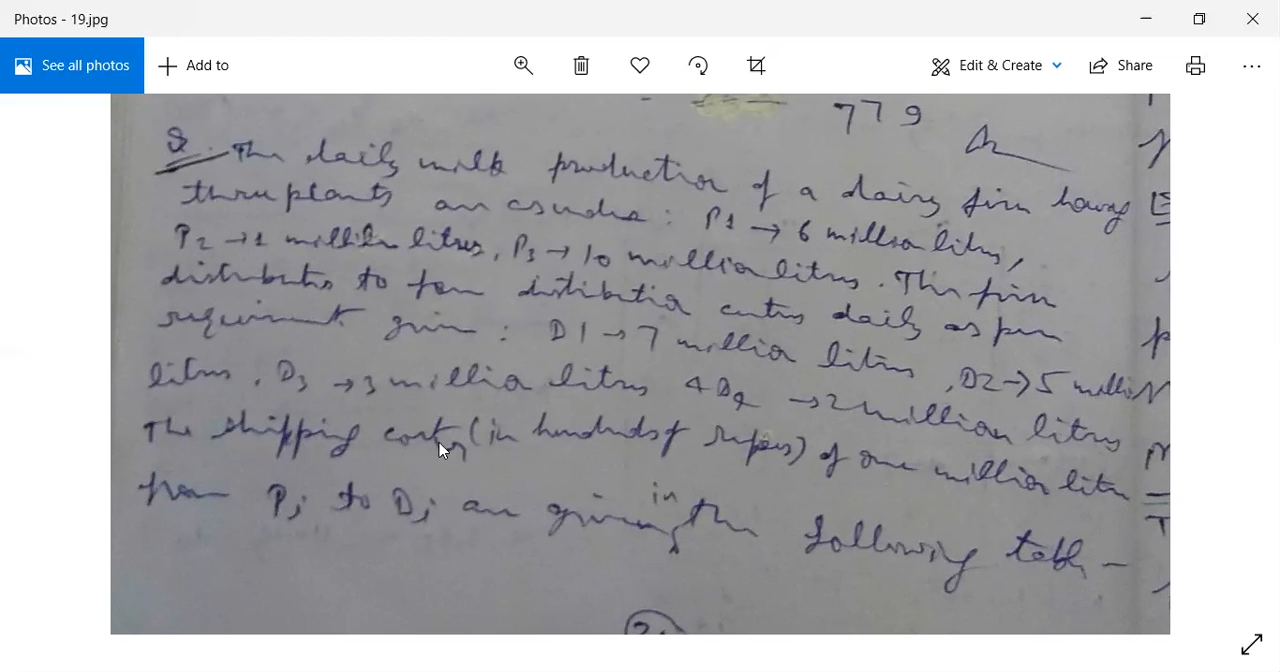 Photos - 19.jpg
See all photos
Add to
Edit & Create
Share
779
Q. The daily milk production of a dairy firm having
three plants are as under: P1 → 6 million litres,
P2 → 1 million litres, P3 → 10 million litres. This firm
distributes to four distribution centres daily as per
requirement given: D1 → 7 million litres, D2 → 5 million
litres, D3 → 3 million litres & D4 → 2 million litres
The shipping costs (in hundreds of rupees) of one million litre
from Pi to Dj are given in the following table -